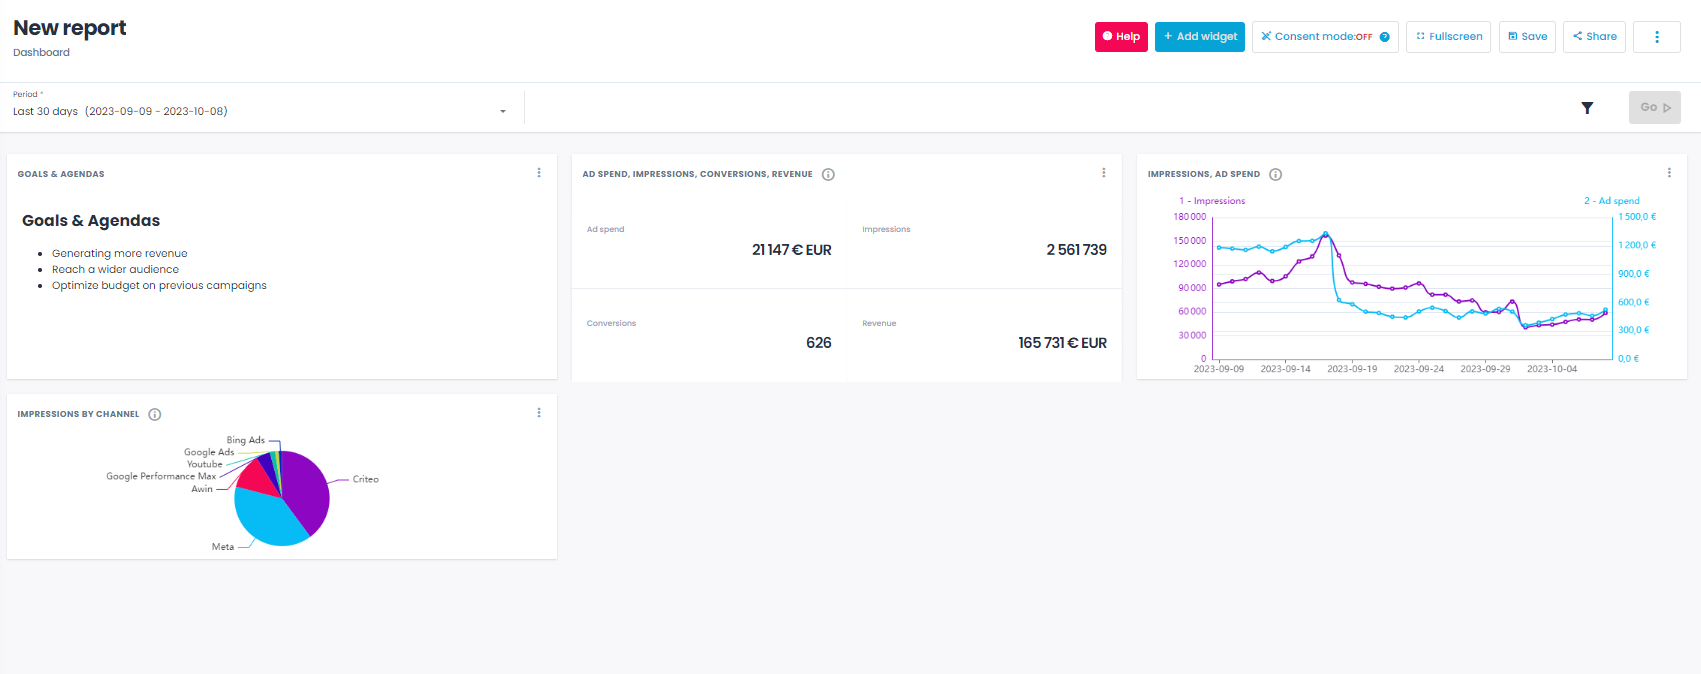 New report
Dashboard
Help
+ Add widget
Consent mode:OFF
Fullscreen
Save
Share
Period *
Last 30 days (2023-09-09 - 2023-10-08)
Go
GOALS & AGENDAS
Goals & Agendas
• Generating more revenue
• Reach a wider audience
• Optimize budget on previous campaigns
AD SPEND, IMPRESSIONS, CONVERSIONS, REVENUE
Ad spend
21 147 € EUR
Impressions
2 561 739
Conversions
626
Revenue
165 731 € EUR
IMPRESSIONS, AD SPEND
1 - Impressions
2 - Ad spend
180 000
150 000
120 000
90 000
60 000
30 000
0
1 500,0 €
1 200,0 €
900,0 €
600,0 €
300,0 €
0,0 €
2023-09-09
2023-09-14
2023-09-19
2023-09-24
2023-09-29
2023-10-04
IMPRESSIONS BY CHANNEL
Bing Ads
Google Ads
Youtube
Google Performance Max
Awin
Meta
Criteo